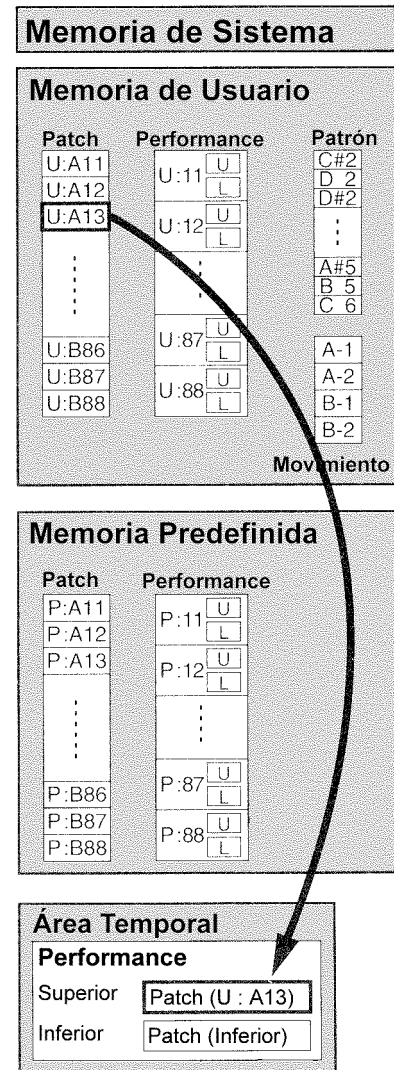 Memoria de Sistema
Memoria de Usuario
Patch Performance Patrón
U:A11
U:A12
U:A13
U:B86
U:B87
U:B88
U:11 U L
U:12 U L
U:87 U L
U:88 U L
C#2
D 2
D#2
A#5
B 5
C 6
A-1
A-2
B-1
B-2
Movimiento
Memoria Predefinida
Patch Performance
P:A11
P:A12
P:A13
P:B86
P:B87
P:B88
P:11 U L
P:12 U L
P:87 U L
P:88 U L
Área Temporal
Performance
Superior Patch (U : A13)
Inferior Patch (Inferior)